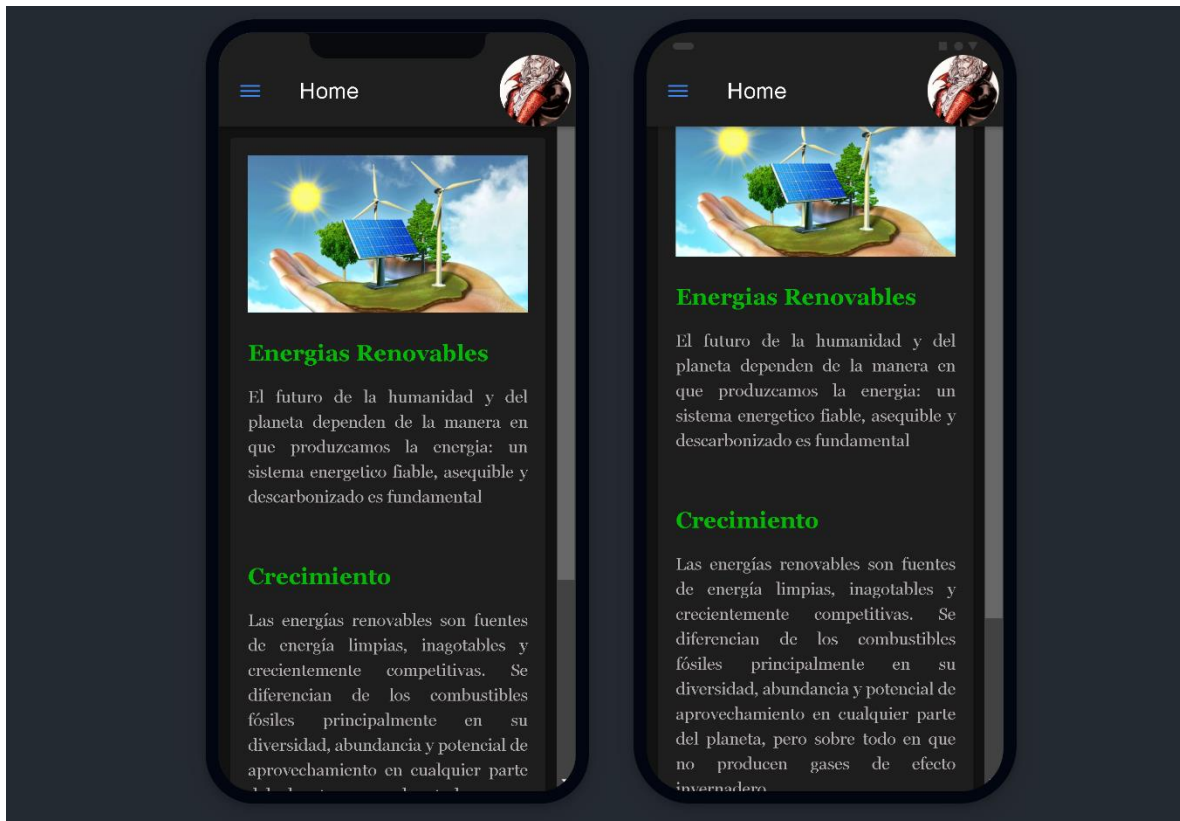 Home
Energias Renovables
El futuro de la humanidad y del
planeta dependen de la manera en
que produzcamos la energia: un
sistema energetico fiable, asequible y
descarbonizado es fundamental
Crecimiento
Las energías renovables son fuentes
de energía limpias, inagotables y
crecientemente competitivas. Se
diferencian de los combustibles
fósiles principalmente en su
diversidad, abundancia y potencial de
aprovechamiento en cualquier parte
Home
Energias Renovables
El futuro de la humanidad y del
planeta dependen de la manera en
que produzcamos la energia: un
sistema energetico fiable, asequible y
descarbonizado es fundamental
Crecimiento
Las energías renovables son fuentes
de energía limpias, inagotables y
crecientemente competitivas. Se
diferencian de los combustibles
fósiles principalmente en su
diversidad, abundancia y potencial de
aprovechamiento en cualquier parte
del planeta, pero sobre todo en que
no producen gases de efecto
invernadero